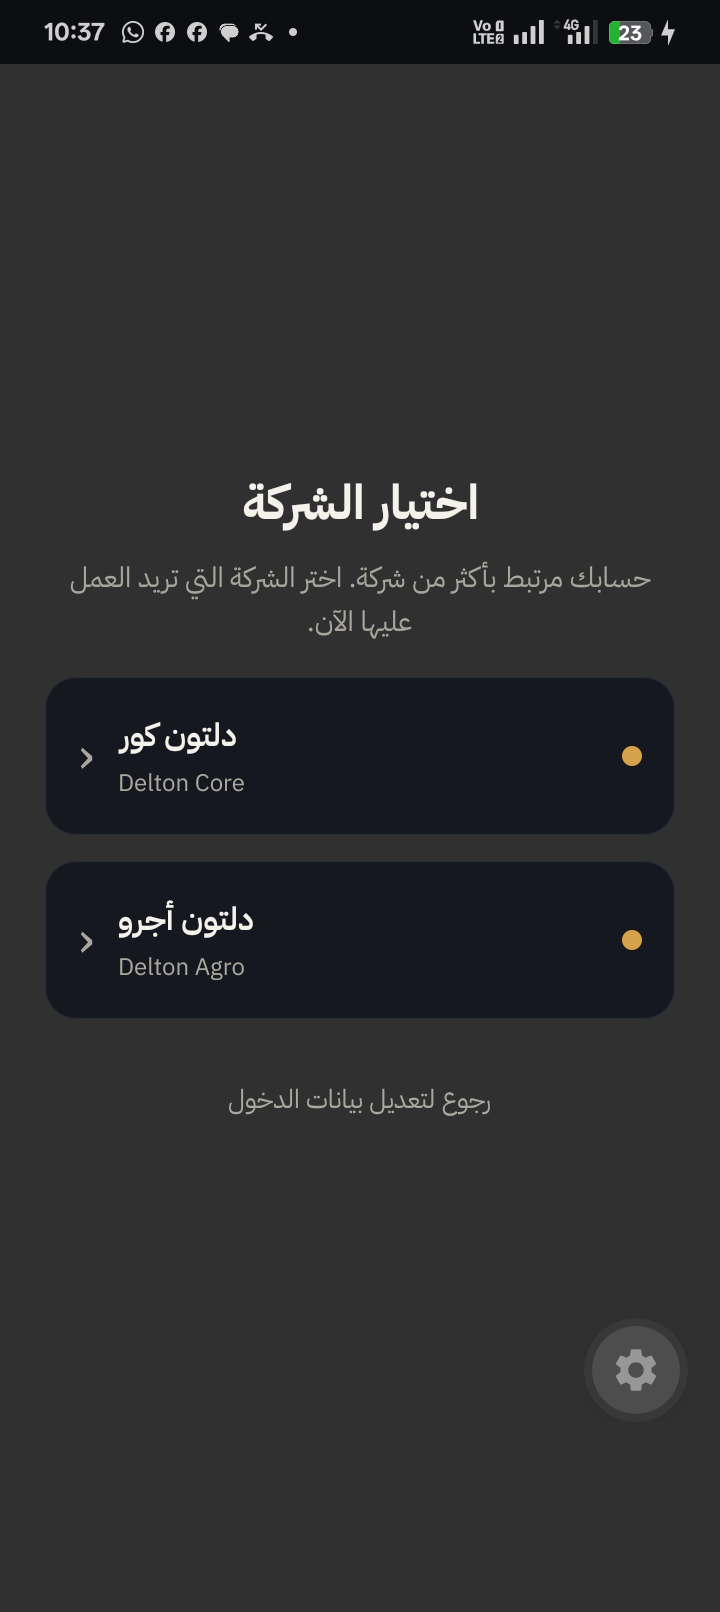 10:37
Vo 1
LTE2
4G
23
اختيار الشركة
حسابك مرتبط بأكثر من شركة. اختر الشركة التي تريد العمل
عليها الآن.
دلتون كور
Delton Core
دلتون أجرو
Delton Agro
رجوع لتعديل بيانات الدخول